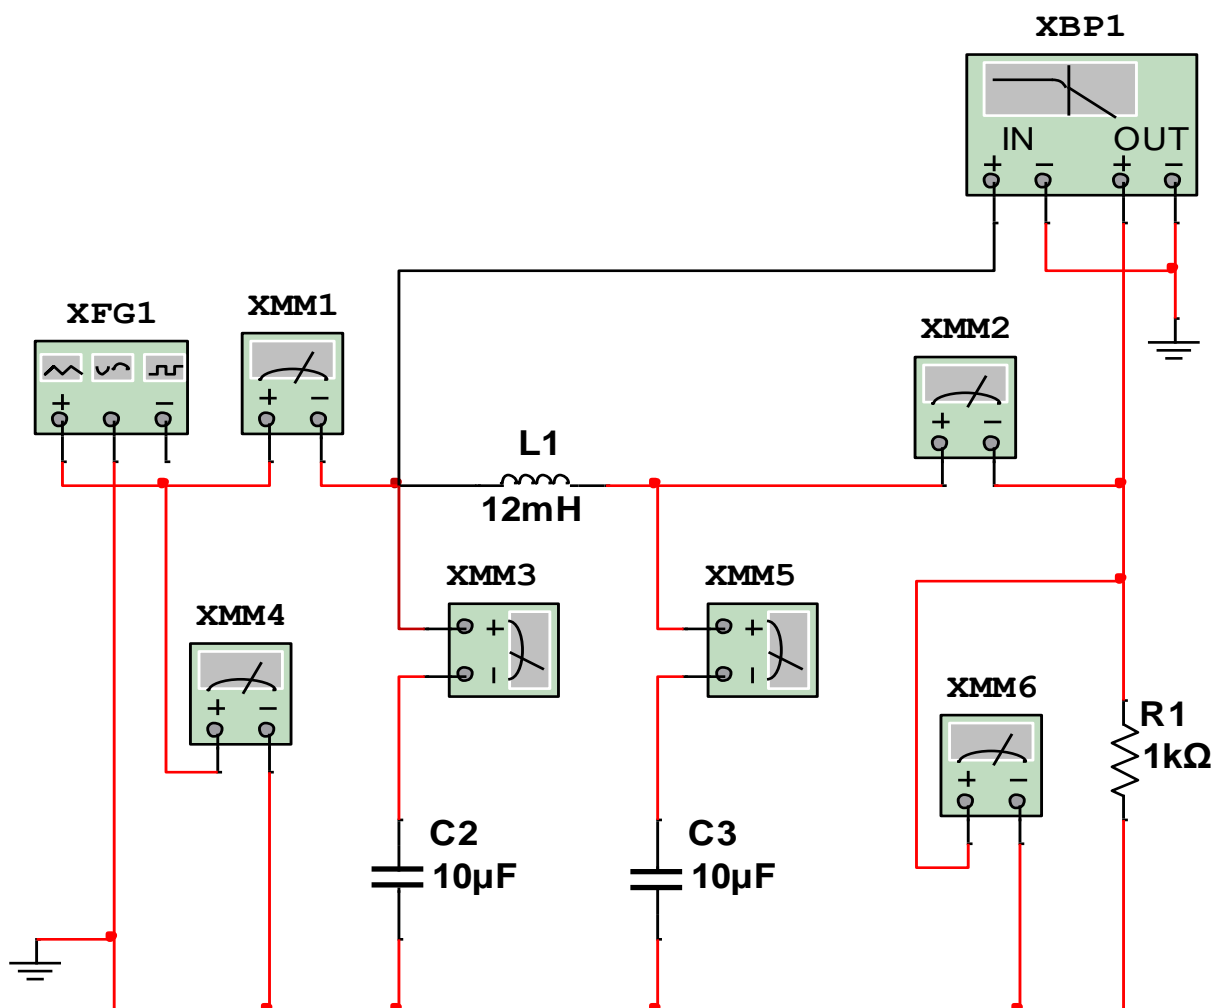 XBP1
IN OUT
+ − + −
XFG1
+ −
XMM1
+ −
XMM2
+ −
L1
12mH
XMM3
+
−
XMM5
+
−
XMM4
+ −
XMM6
+ −
R1
1kΩ
C2
10µF
C3
10µF